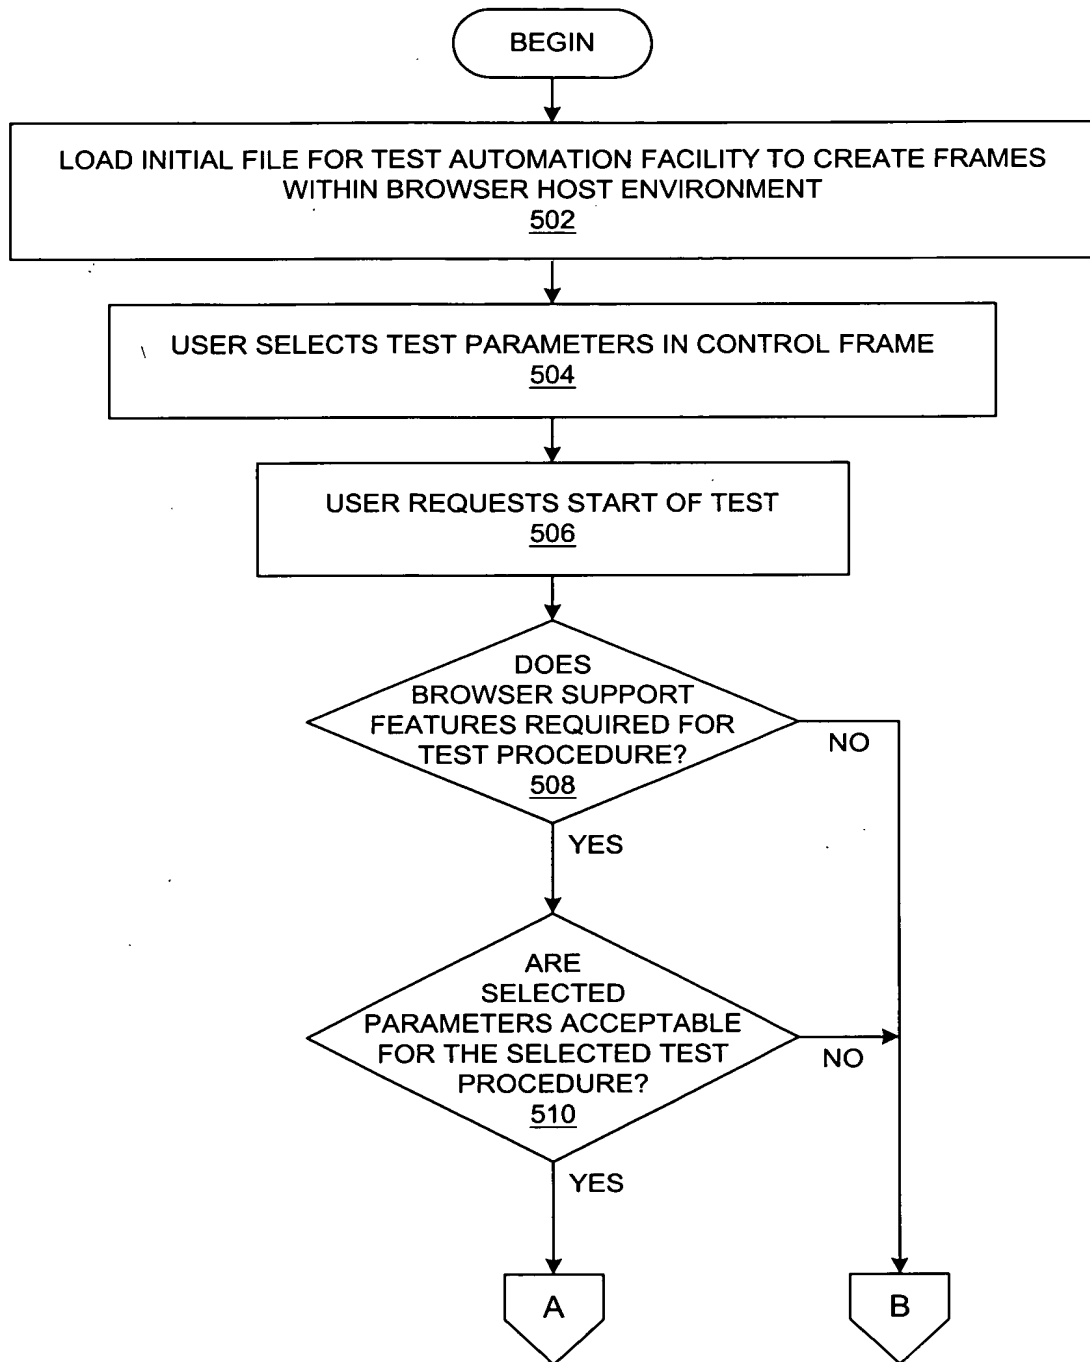 BEGIN
LOAD INITIAL FILE FOR TEST AUTOMATION FACILITY TO CREATE FRAMES
WITHIN BROWSER HOST ENVIRONMENT
502
USER SELECTS TEST PARAMETERS IN CONTROL FRAME
504
USER REQUESTS START OF TEST
506
DOES
BROWSER SUPPORT
FEATURES REQUIRED FOR
TEST PROCEDURE?
508
NO
YES
ARE
SELECTED
PARAMETERS ACCEPTABLE
FOR THE SELECTED TEST
PROCEDURE?
510
NO
YES
A
B